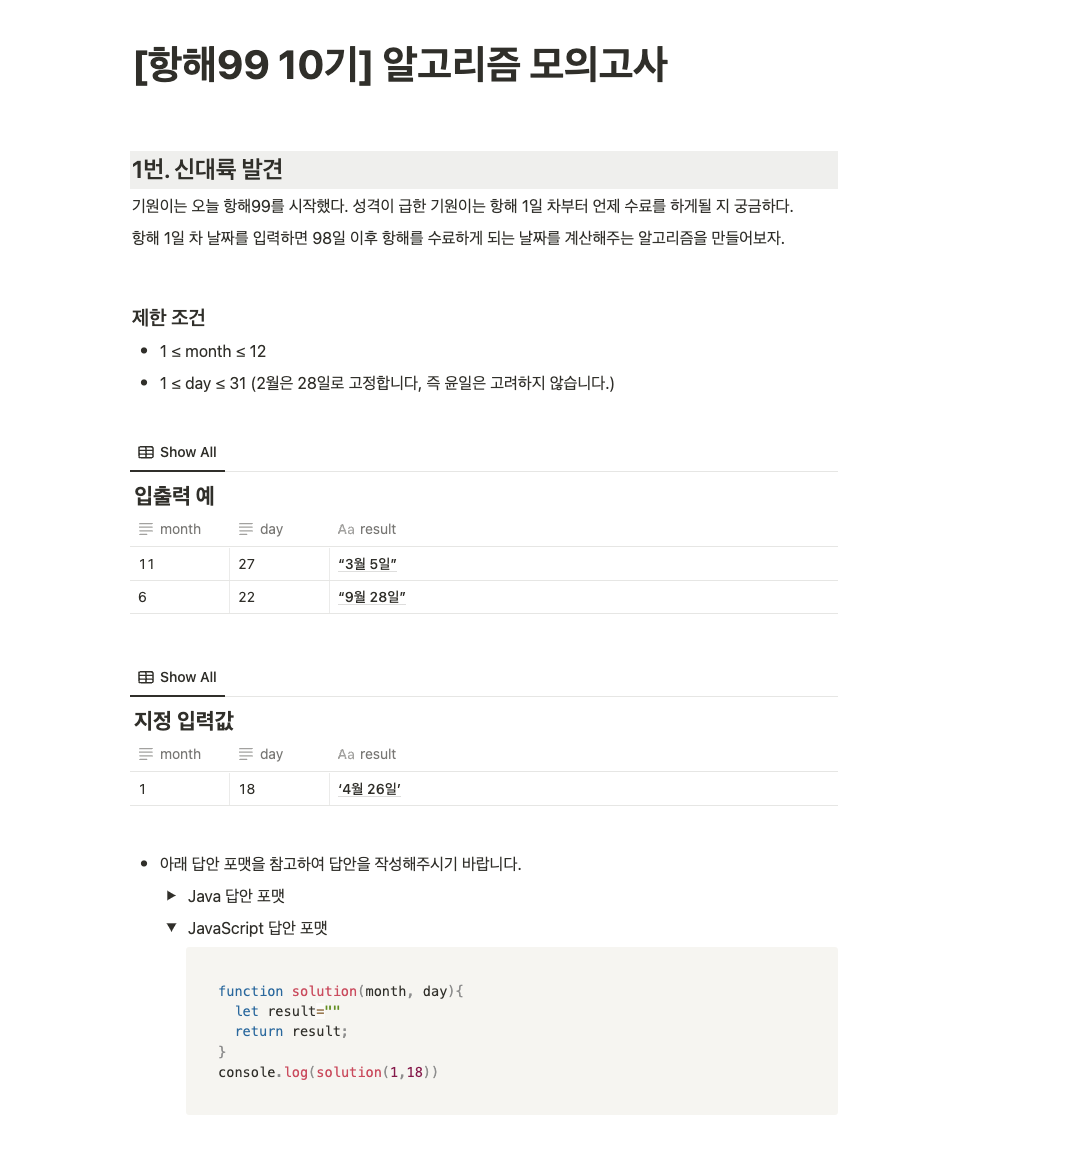 [항해99 10기] 알고리즘 모의고사
1번. 신대륙 발견
기원이는 오늘 항해99를 시작했다. 성격이 급한 기원이는 항해 1일 차부터 언제 수료를 하게될 지 궁금하다.
항해 1일 차 날짜를 입력하면 98일 이후 항해를 수료하게 되는 날짜를 계산해주는 알고리즘을 만들어보자.
제한 조건
• 1 ≤ month ≤ 12
• 1 ≤ day ≤ 31 (2월은 28일로 고정합니다, 즉 윤일은 고려하지 않습니다.)
Show All
입출력 예
month day Aa result
11 27 “3월 5일”
6 22 “9월 28일”
Show All
지정 입력값
month day Aa result
1 18 ‘4월 26일’
• 아래 답안 포맷을 참고하여 답안을 작성해주시기 바랍니다.
▶ Java 답안 포맷
▼ JavaScript 답안 포맷
function solution(month, day){
  let result=""
  return result;
}
console.log(solution(1,18))